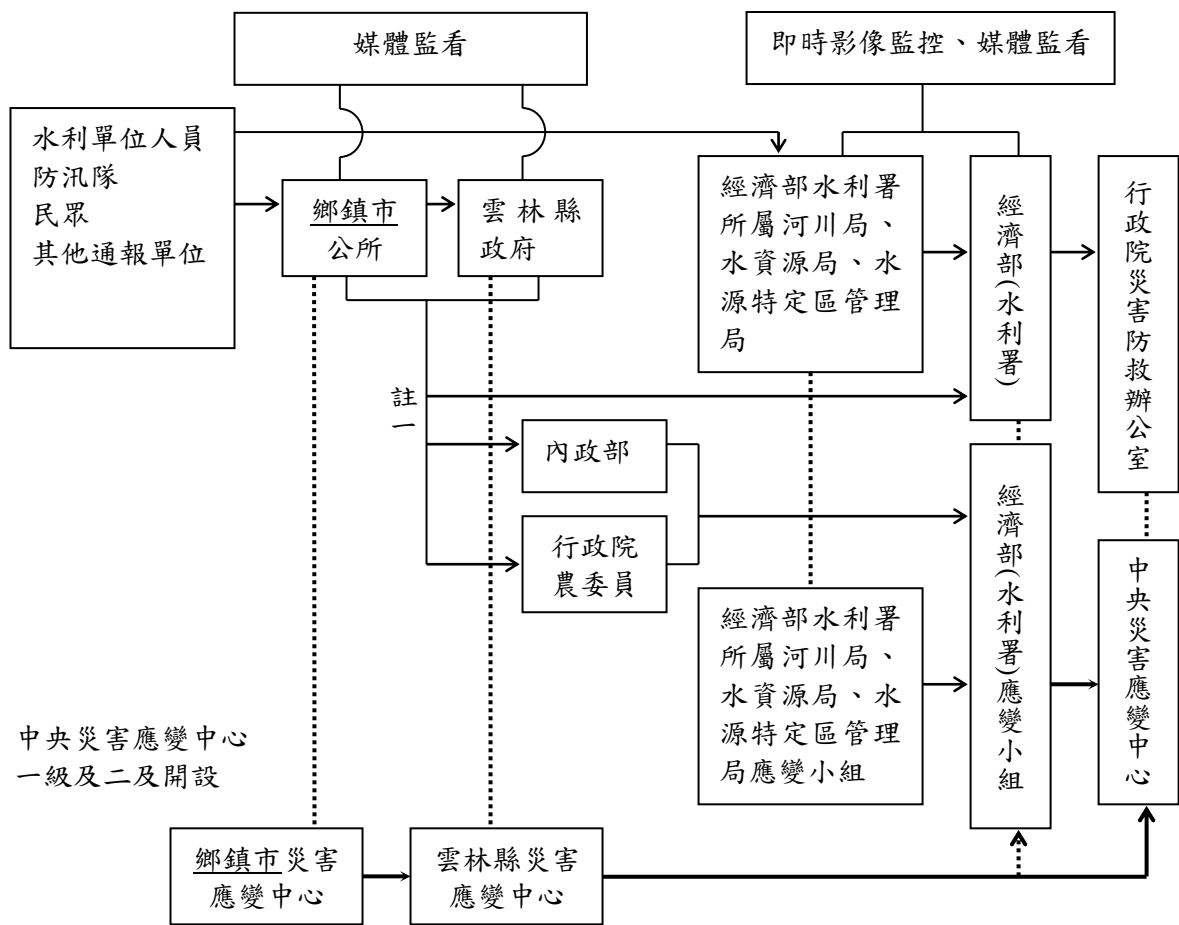 媒體監看
即時影像監控、媒體監看
水利單位人員
防汛隊
民眾
其他通報單位
鄉鎮市
公所
雲林縣
政府
經濟部水利署
所屬河川局、
水資源局、水
源特定區管理
局
經濟部(水利署)
行政院災害防救辦公室
註一
內政部
行政院
農委員
經濟部水利署
所屬河川局、
水資源局、水
源特定區管理
局應變小組
經濟部(水利署)應變小組
中央災害應變中心
中央災害應變中心
一級及二及開設
鄉鎮市災害
應變中心
雲林縣災害
應變中心